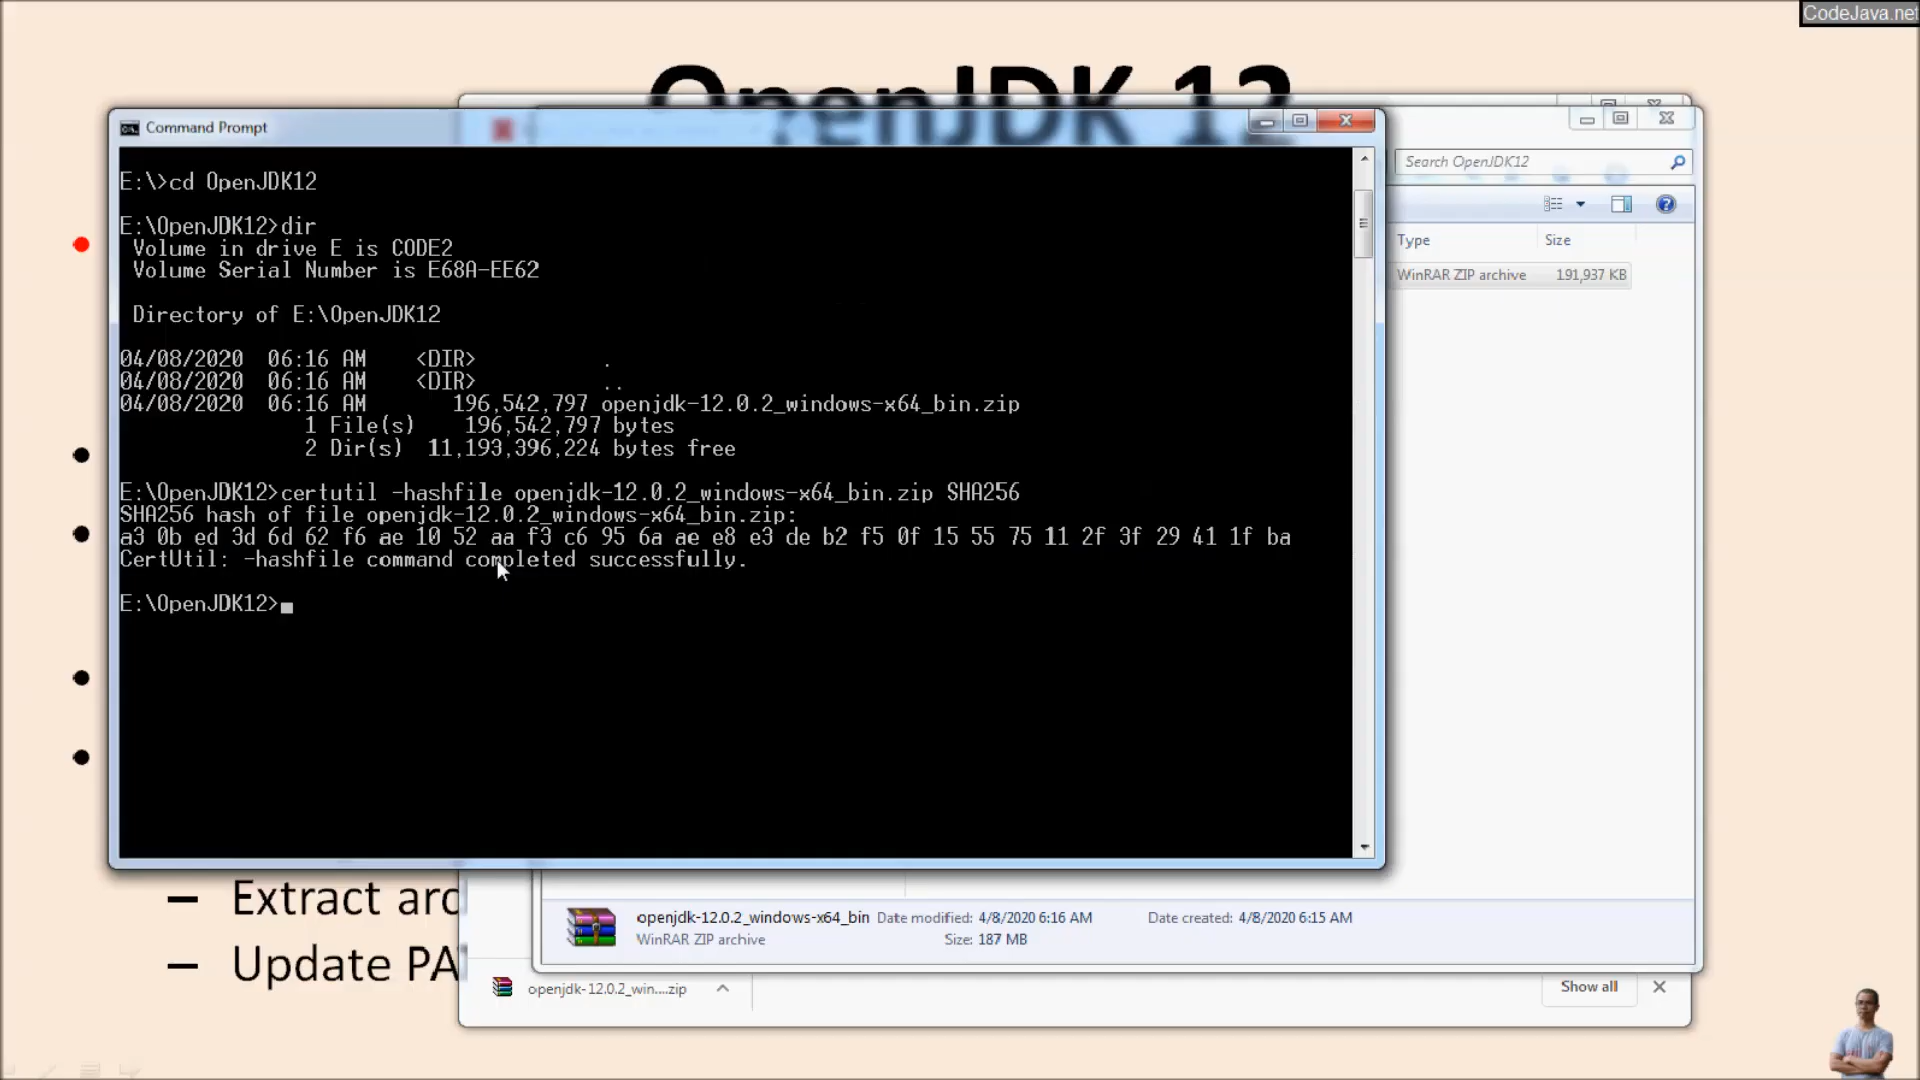 CodeJava.net
OpenJDK 12
Command Prompt
E:\>cd OpenJDK12
E:\OpenJDK12>dir
Volume in drive E is CODE2
Volume Serial Number is E68A-EE62
Directory of E:\OpenJDK12
04/08/2020  06:16 AM    <DIR>          .
04/08/2020  06:16 AM    <DIR>          ..
04/08/2020  06:16 AM       196,542,797 openjdk-12.0.2_windows-x64_bin.zip
1 File(s)    196,542,797 bytes
2 Dir(s)  11,193,396,224 bytes free
E:\OpenJDK12>certutil -hashfile openjdk-12.0.2_windows-x64_bin.zip SHA256
SHA256 hash of file openjdk-12.0.2_windows-x64_bin.zip:
a3 0b ed 3d 6d 62 f6 ae 10 52 aa f3 c6 95 6a ae e8 e3 de b2 f5 0f 15 55 75 11 2f 3f 29 41 1f ba
CertUtil: -hashfile command completed successfully.
E:\OpenJDK12>
Search OpenJDK12
Type Size
WinRAR ZIP archive 191,937 KB
– Extract arc
– Update PA
openjdk-12.0.2_windows-x64_bin Date modified: 4/8/2020 6:16 AM Date created: 4/8/2020 6:15 AM
WinRAR ZIP archive Size: 187 MB
openjdk-12.0.2_win....zip
Show all